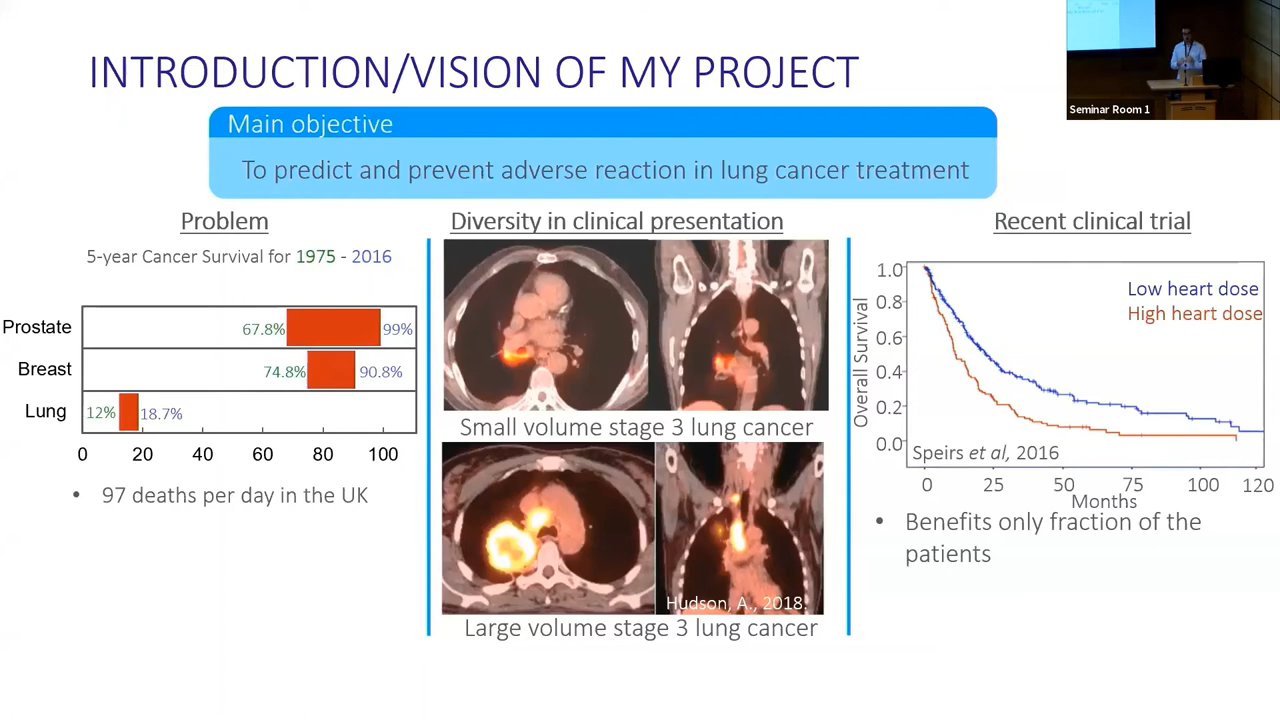 INTRODUCTION/VISION OF MY PROJECT
Seminar Room 1
Main objective
To predict and prevent adverse reaction in lung cancer treatment
Problem
5-year Cancer Survival for 1975 - 2016
Prostate 67.8% 99%
Breast 74.8% 90.8%
Lung 12% 18.7%
0 20 40 60 80 100
• 97 deaths per day in the UK
Diversity in clinical presentation
Small volume stage 3 lung cancer
Hudson, A., 2018.
Large volume stage 3 lung cancer
Recent clinical trial
Overall Survival
1.0
0.8
0.6
0.4
0.2
0.0
Low heart dose
High heart dose
Speirs et al, 2016
0 25 50 75 100 120
Months
• Benefits only fraction of the
patients